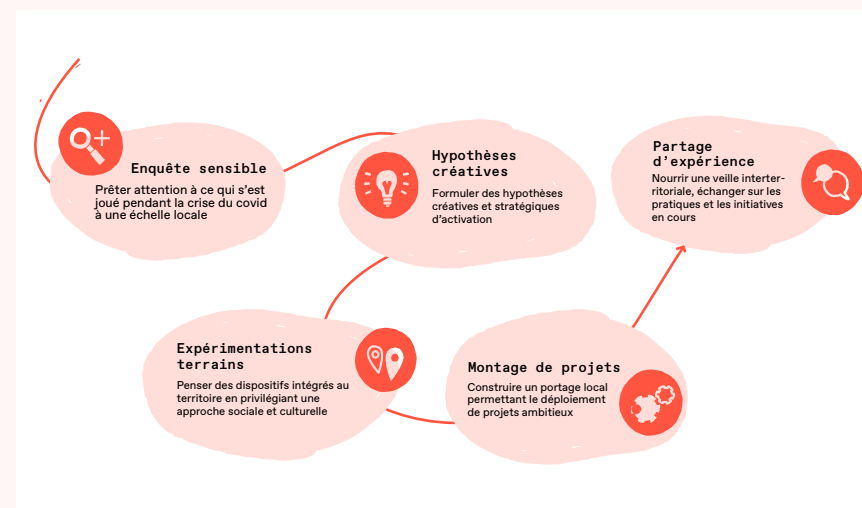 Enquête sensible
Prêter attention à ce qui s'est
joué pendant la crise du covid
à une échelle locale
Hypothèses
créatives
Formuler des hypothèses
créatives et stratégiques
d'activation
Expérimentations
terrains
Penser des dispositifs intégrés au
territoire en privilégiant une
approche sociale et culturelle
Montage de projets
Construire un portage local
permettant le déploiement
de projets ambitieux
Partage
d'expérience
Nourrir une veille interter-
ritoriale, échanger sur les
pratiques et les initiatives
en cours